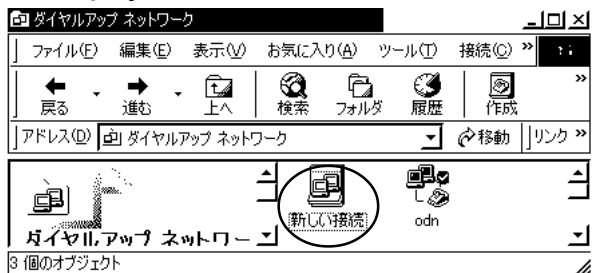 ダイヤルアップ ネットワーク
ファイル(F) 編集(E) 表示(V) お気に入り(A) ツール(T) 接続(C) »
戻る 進む 上へ 検索 フォルダ 履歴 作成 »
アドレス(D) ダイヤルアップ ネットワーク 移動 リンク »
新しい接続 odn
ダイヤルアップ ネットワー
3 個のオブジェクト